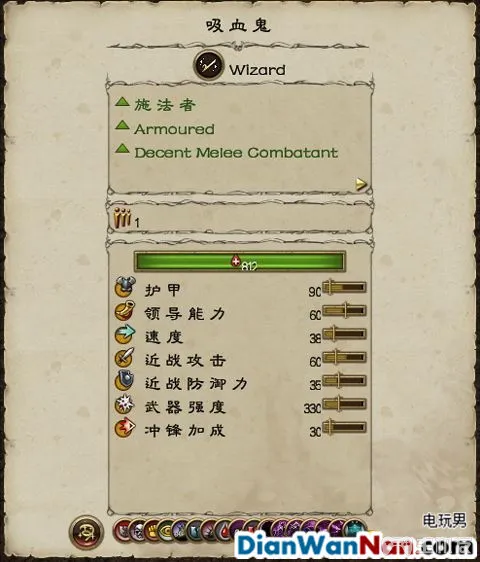 吸血鬼
Wizard
施法者
Armoured
Decent Melee Combatant
1
812
护甲 90
领导能力 60
速度 38
近战攻击 60
近战防御力 35
武器强度 330
冲锋加成 30
电玩男
DianWanNan.com